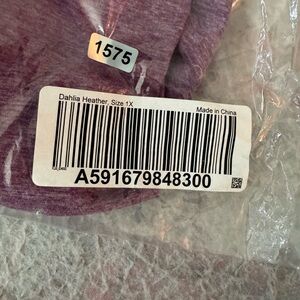 1575
Dahlia Heather, Size 1X
Made in China
A591679848300